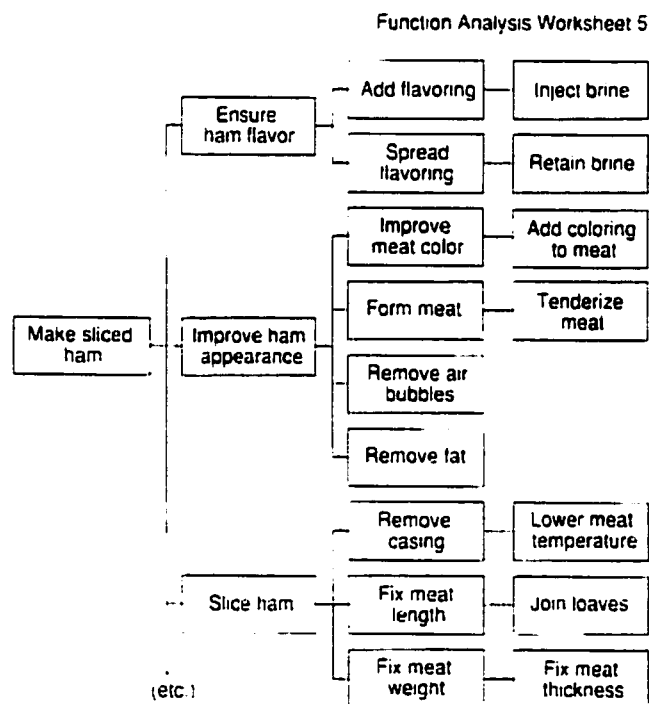 Function Analysis Worksheet 5
Add flavoring
Inject brine
Ensure
ham flavor
Spread
flavoring
Retain brine
Improve
meat color
Add coloring
to meat
Form meat
Tenderize
meat
Make sliced
ham
Improve ham
appearance
Remove air
bubbles
Remove fat
Remove
casing
Lower meat
temperature
Slice ham
Fix meat
length
Join loaves
Fix meat
weight
Fix meat
thickness
(etc.)